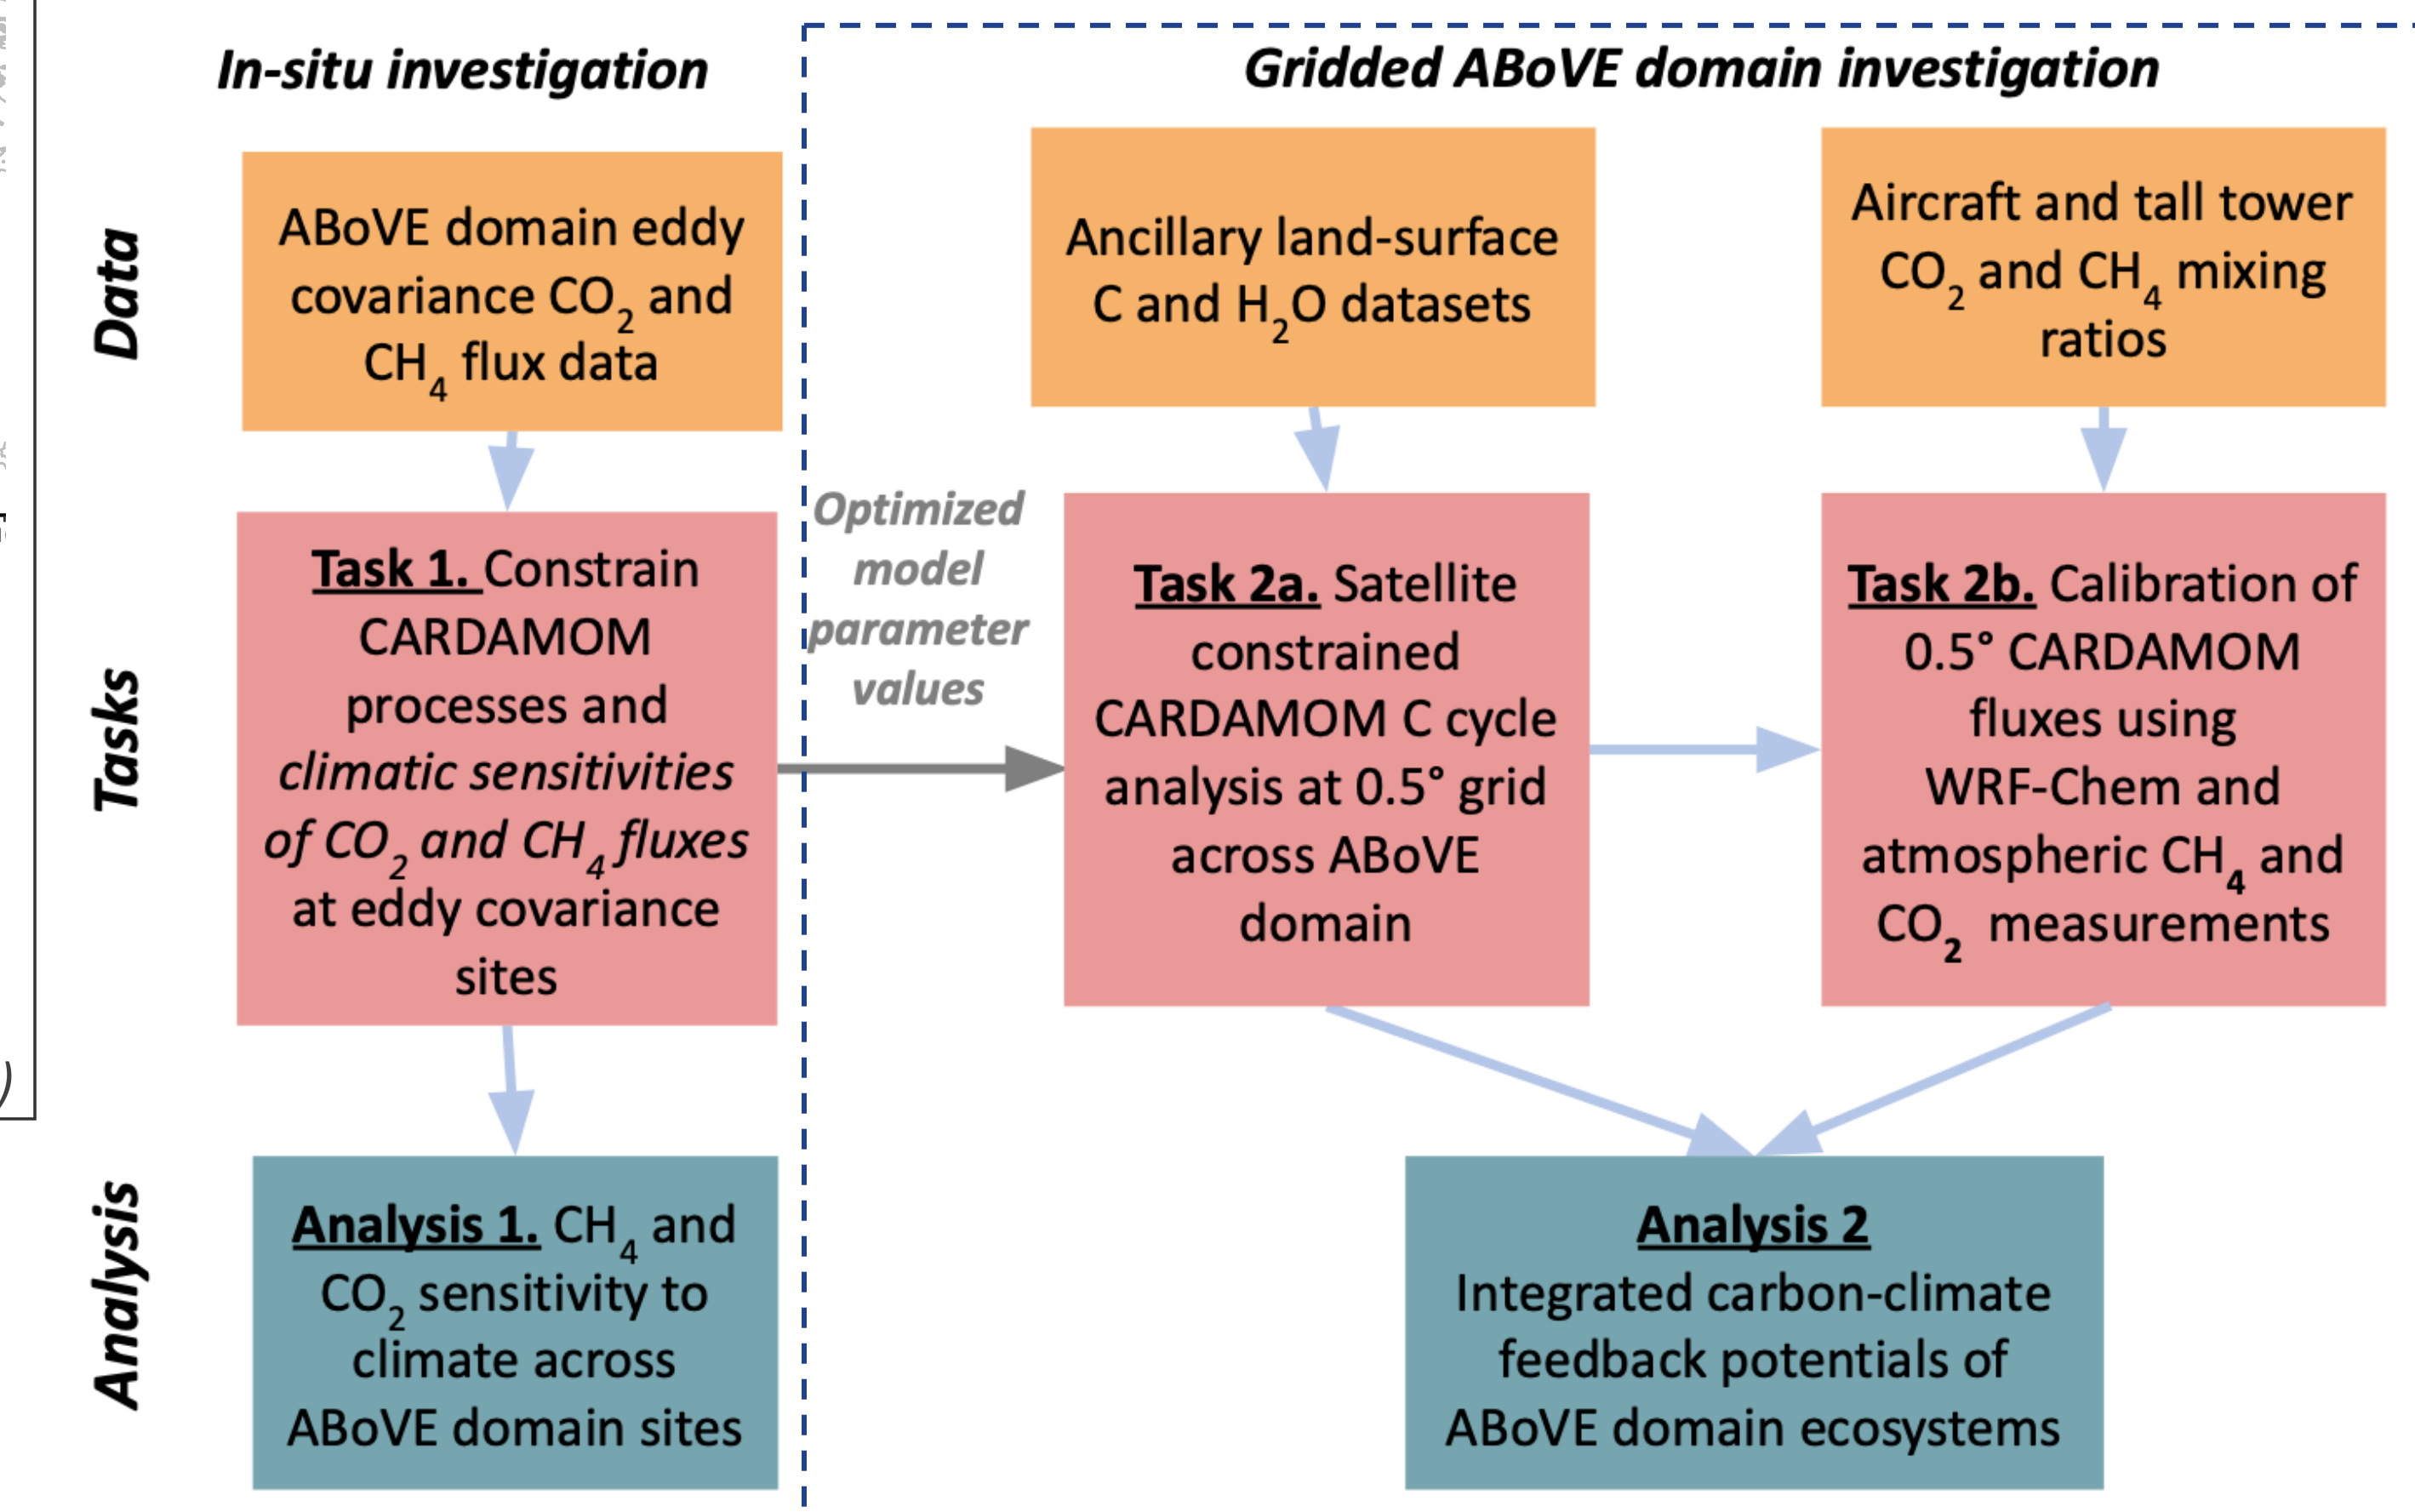 In-situ investigation
Gridded ABoVE domain investigation
Data
ABoVE domain eddy
covariance CO₂ and
CH₄ flux data
Ancillary land-surface
C and H₂O datasets
Aircraft and tall tower
CO₂ and CH₄ mixing
ratios
Tasks
Task 1. Constrain
CARDAMOM
processes and
climatic sensitivities
of CO₂ and CH₄ fluxes
at eddy covariance
sites
Optimized
model
parameter
values
Task 2a. Satellite
constrained
CARDAMOM C cycle
analysis at 0.5° grid
across ABoVE
domain
Task 2b. Calibration of
0.5° CARDAMOM
fluxes using
WRF-Chem and
atmospheric CH₄ and
CO₂ measurements
Analysis
Analysis 1. CH₄ and
CO₂ sensitivity to
climate across
ABoVE domain sites
Analysis 2
Integrated carbon-climate
feedback potentials of
ABoVE domain ecosystems